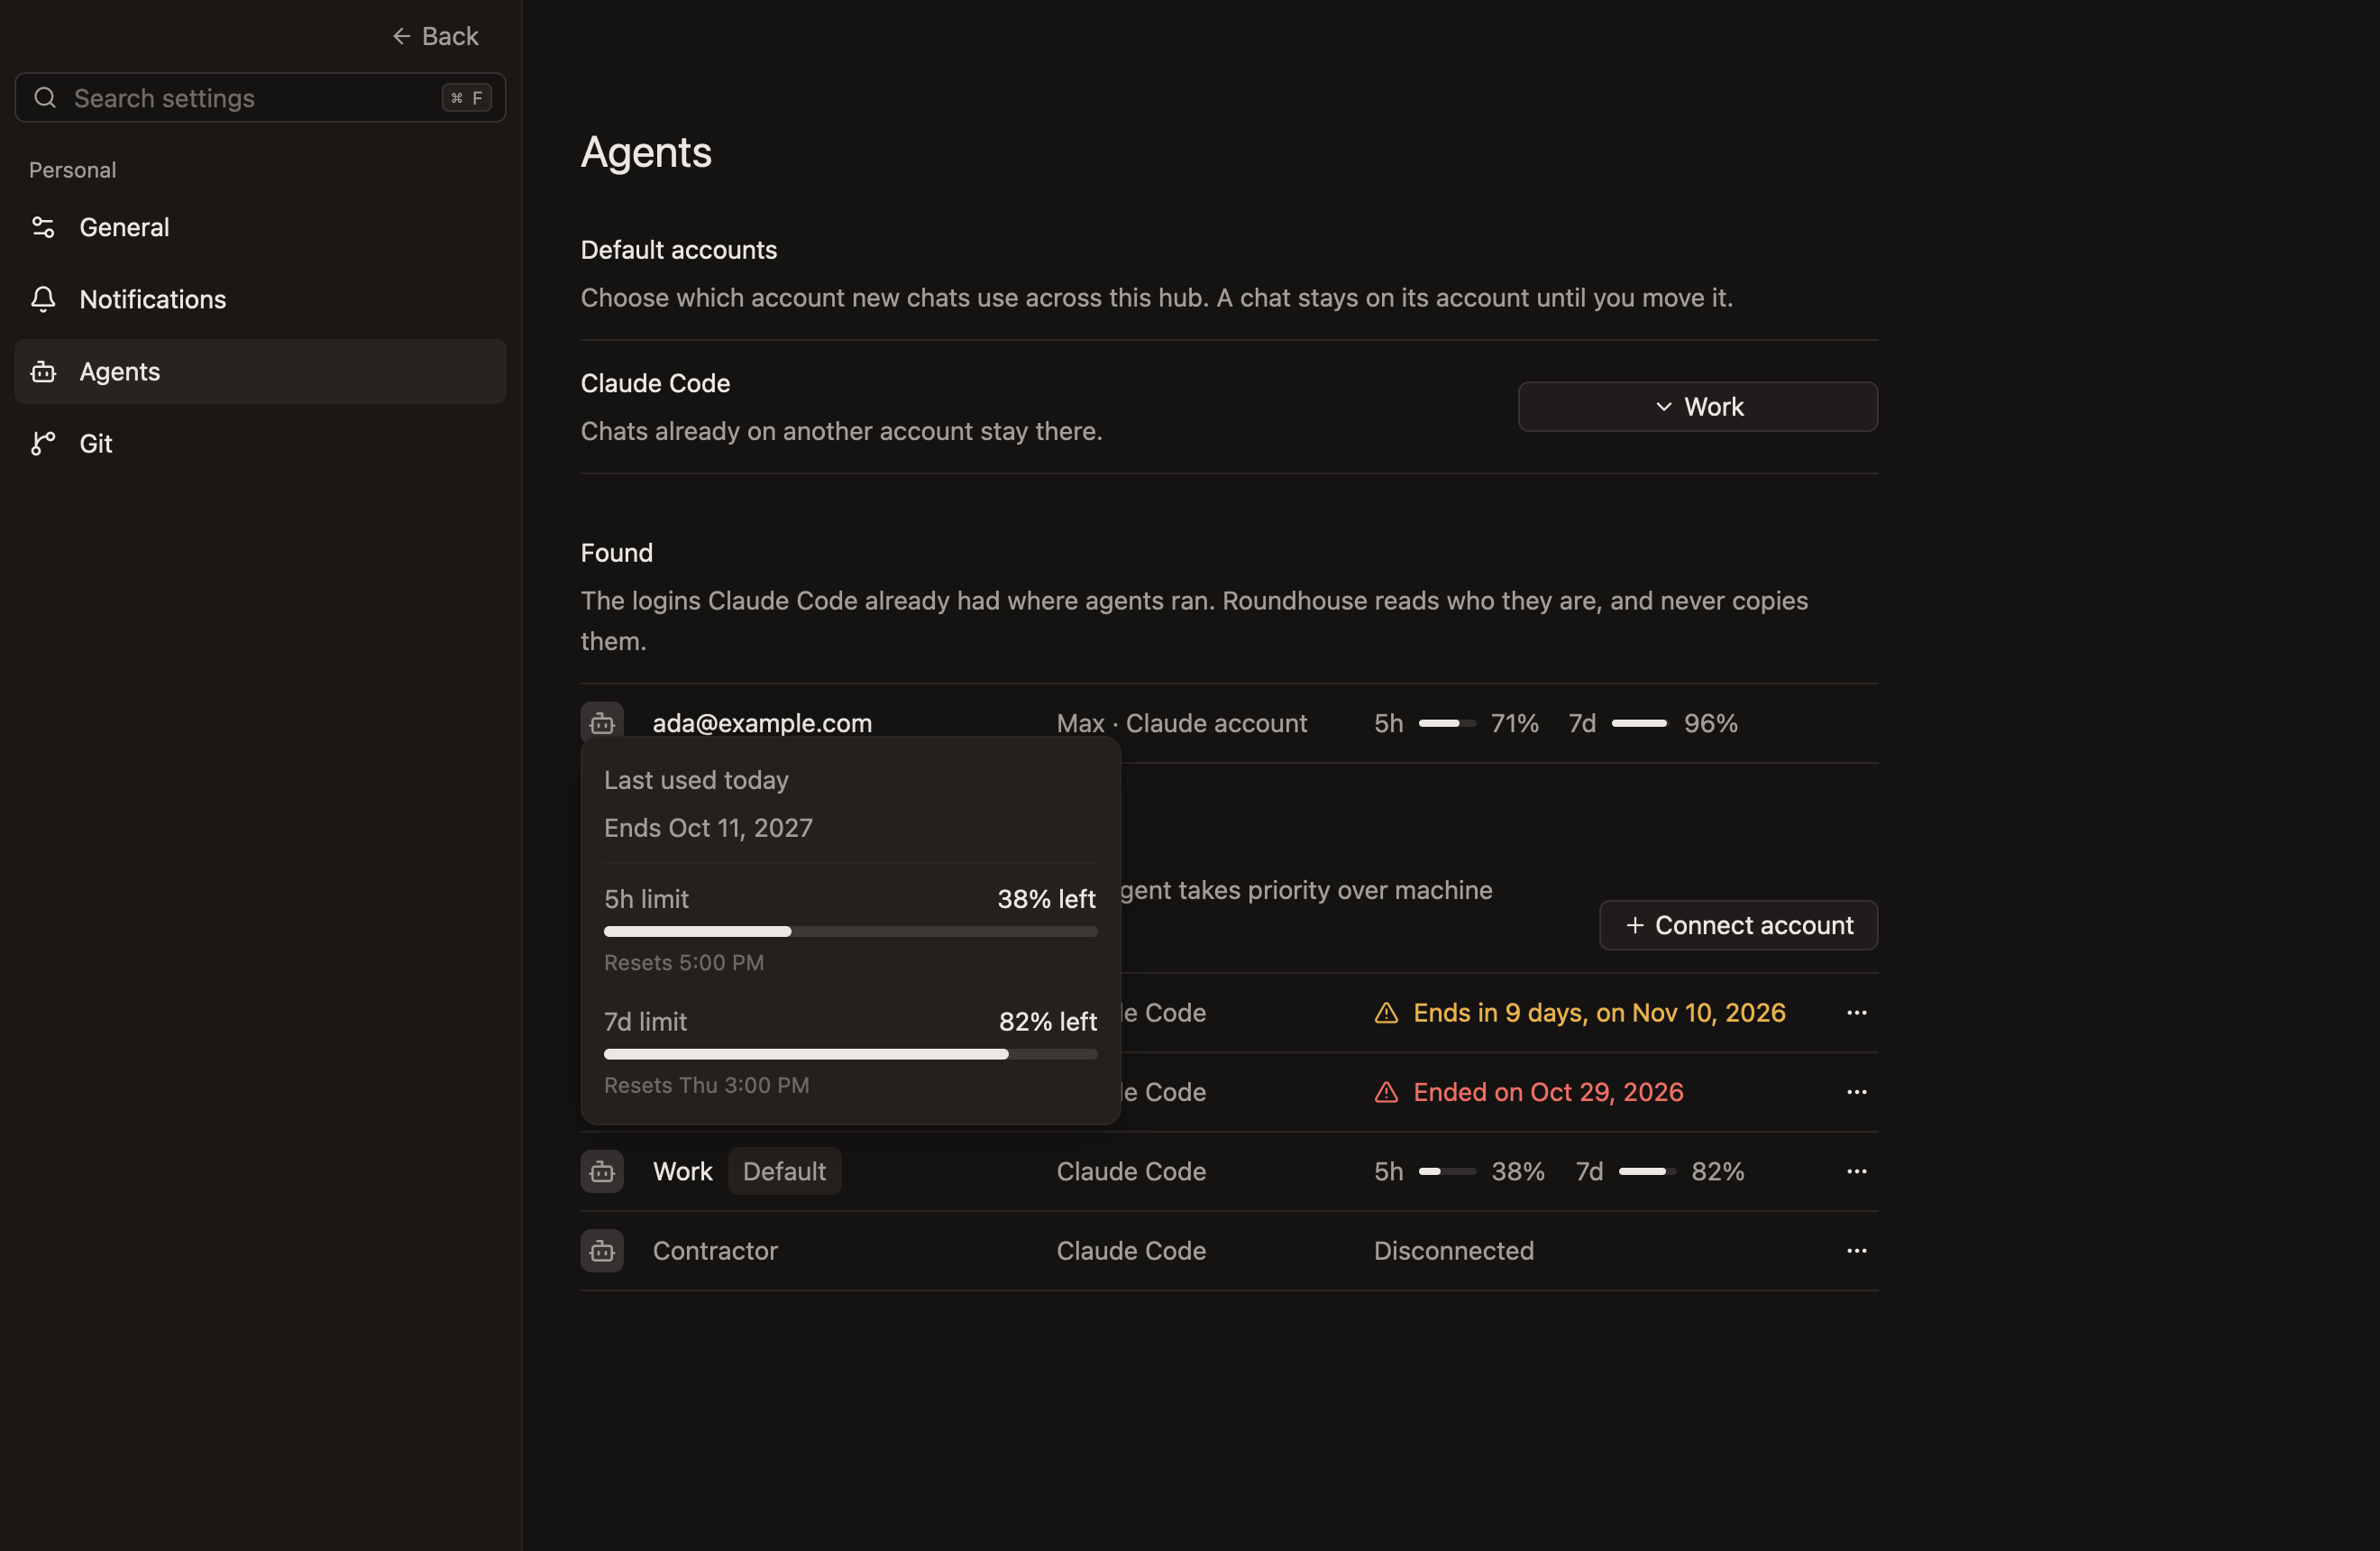 Back
Search settings
⌘ F
Personal
General
Notifications
Agents
Git
Agents
Default accounts
Choose which account new chats use across this hub. A chat stays on its account until you move it.
Claude Code
Chats already on another account stay there.
Work
Found
The logins Claude Code already had where agents ran. Roundhouse reads who they are, and never copies
them.
ada@example.com Max · Claude account 5h 71% 7d 96%
Last used today
Ends Oct 11, 2027
5h limit 38% left
Resets 5:00 PM
7d limit 82% left
Resets Thu 3:00 PM
takes priority over machine
Connect account
Code Ends in 9 days, on Nov 10, 2026
Code Ended on Oct 29, 2026
Work Default Claude Code 5h 38% 7d 82%
Contractor Claude Code Disconnected